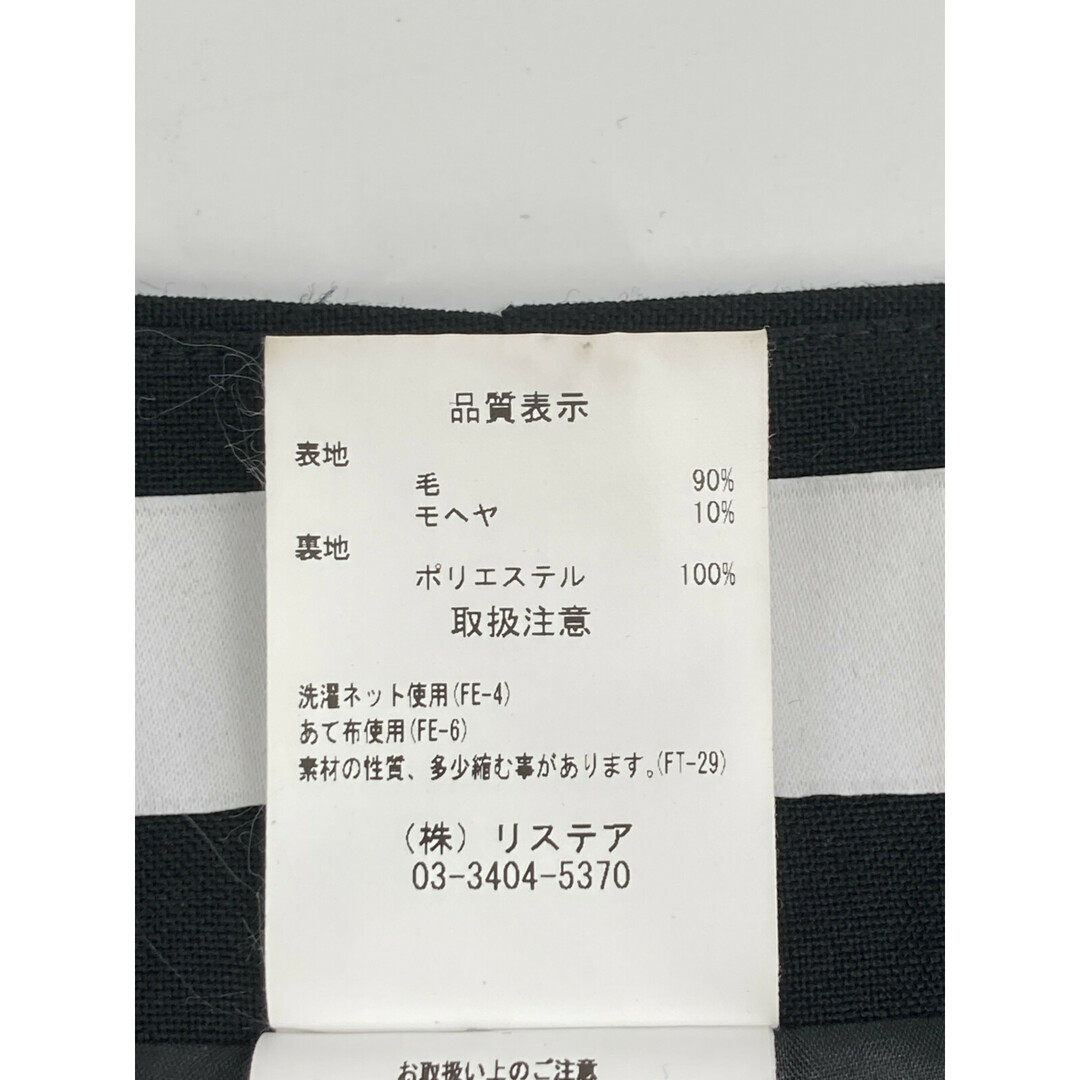 品質表示
表地
毛 90%
モヘヤ 10%
裏地
ポリエステル 100%
取扱注意
洗濯ネット使用(FE-4)
あて布使用(FE-6)
素材の性質、多少縮む事があります。(FT-29)
(株) リステア
03-3404-5370
お取扱い上のご注意